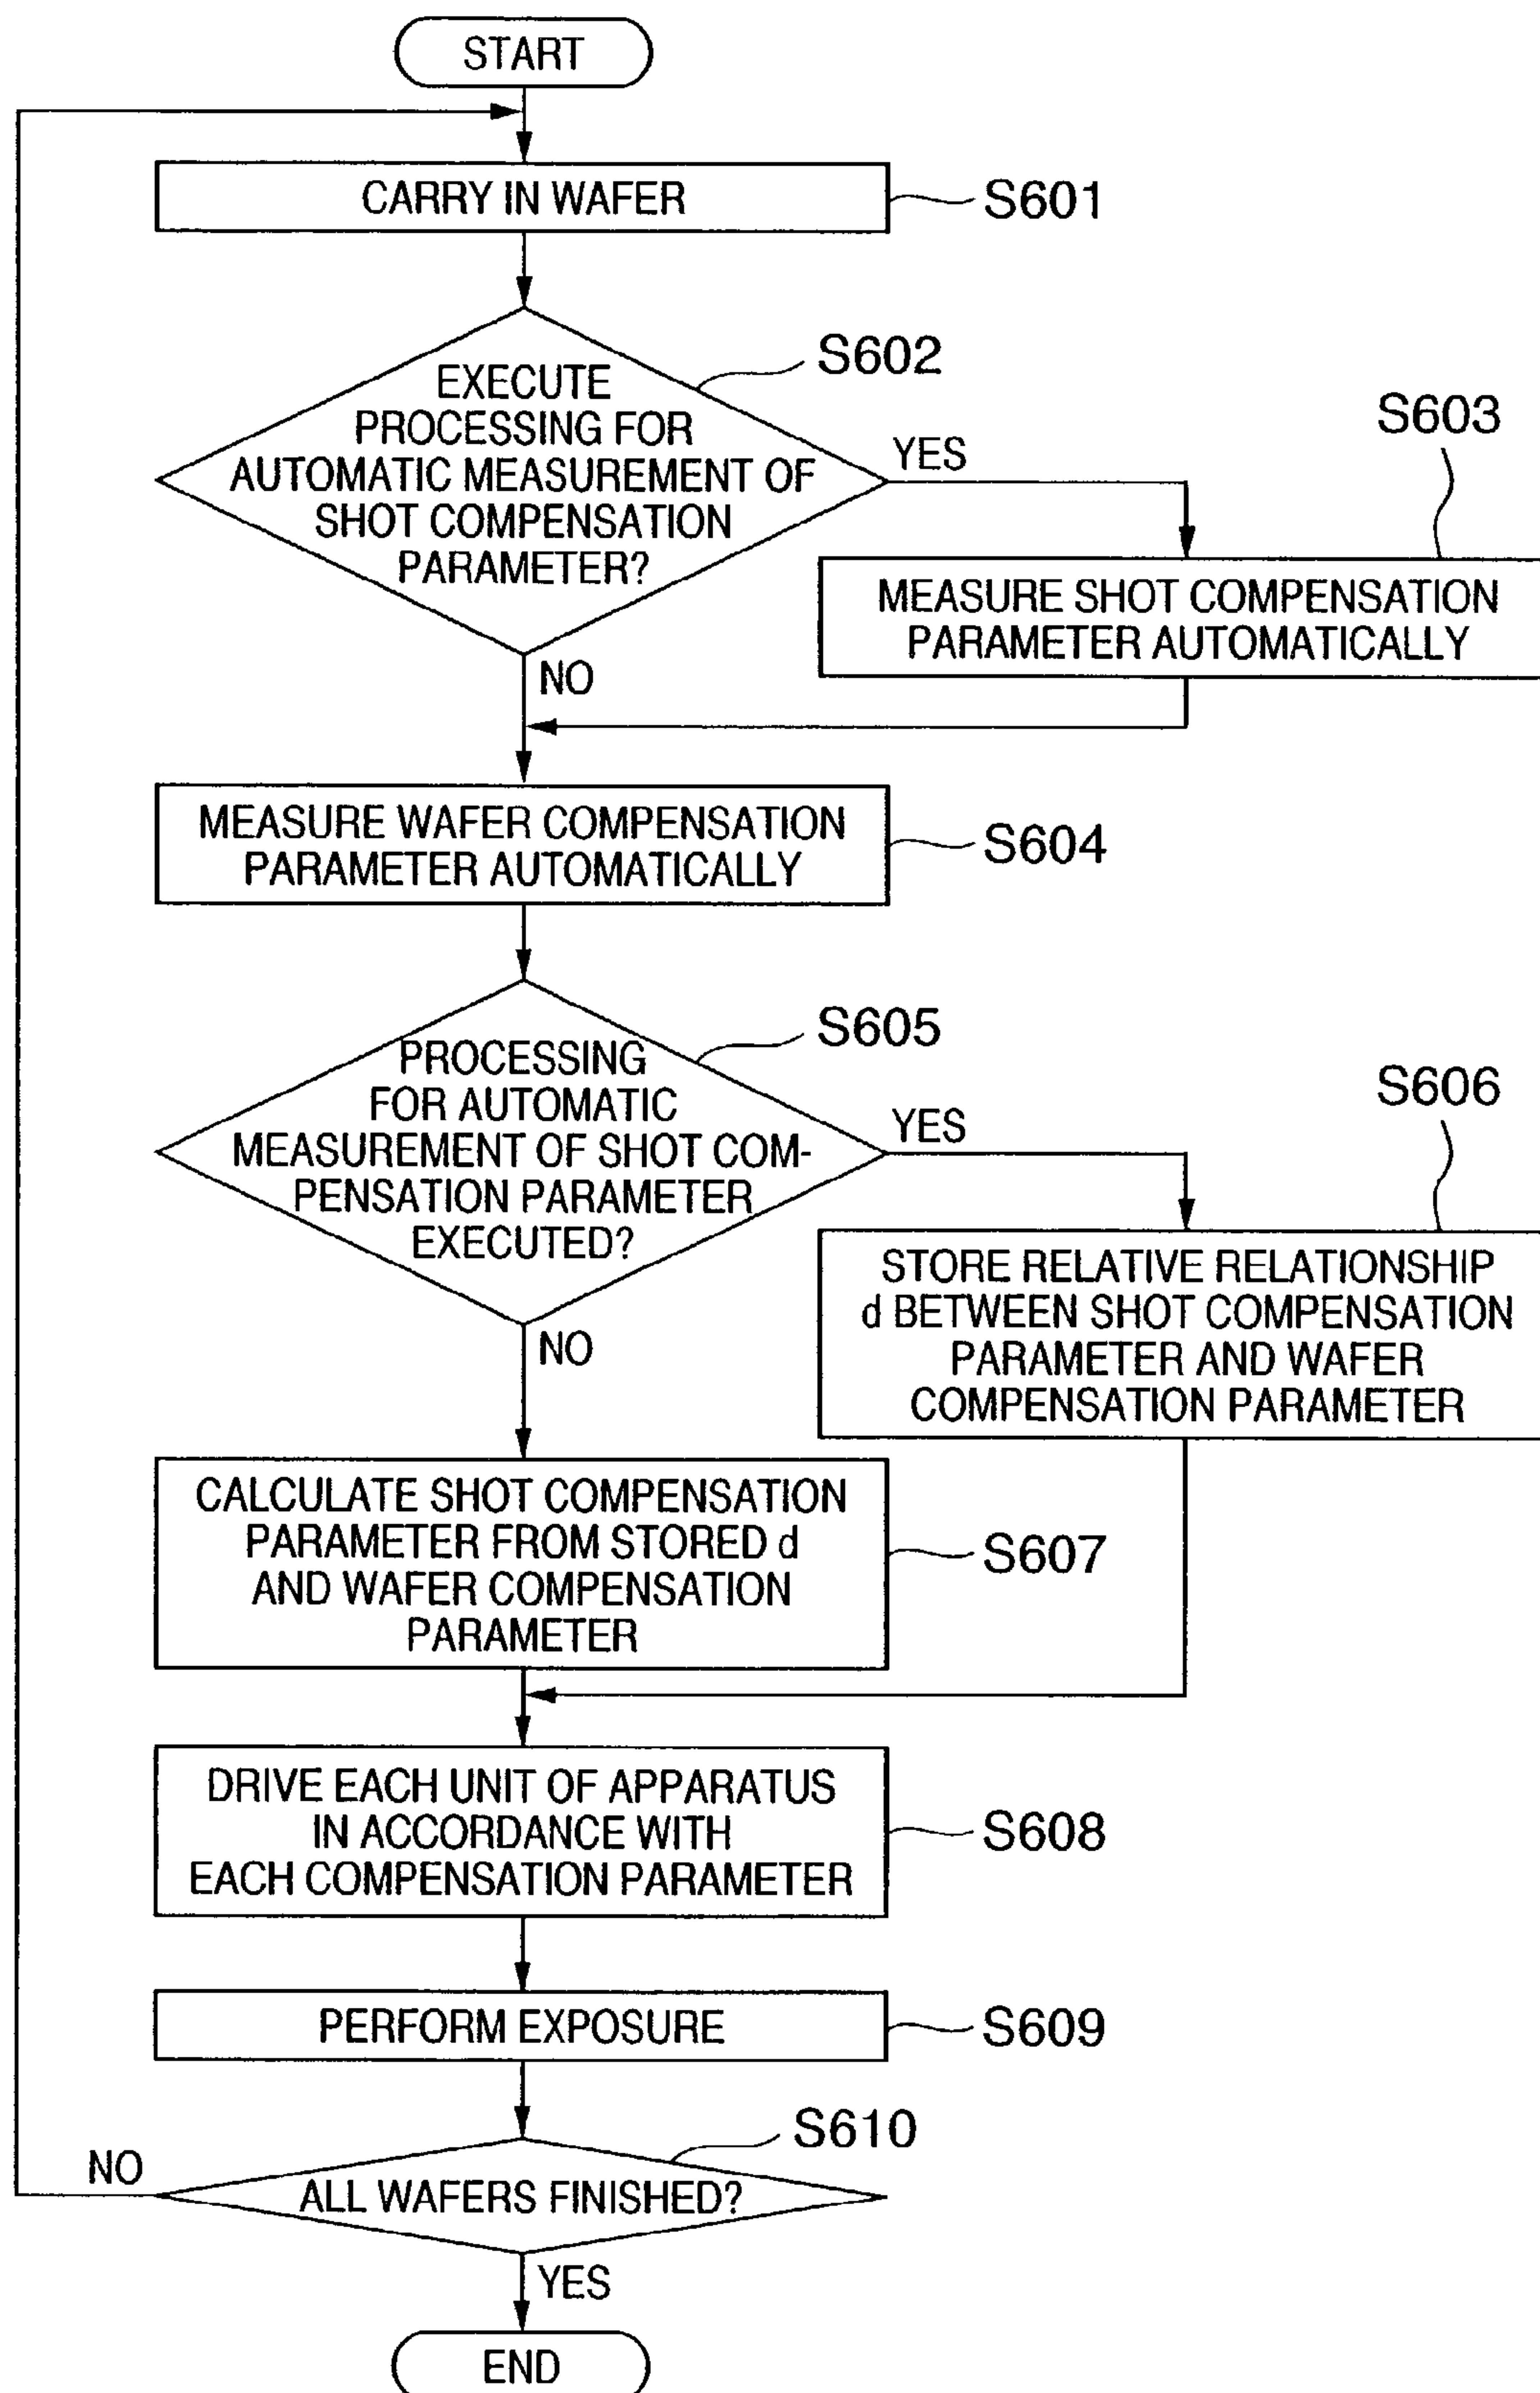 START
CARRY IN WAFER
S601
S602
EXECUTE
PROCESSING FOR
AUTOMATIC MEASUREMENT OF
SHOT COMPENSATION
PARAMETER?
YES
S603
MEASURE SHOT COMPENSATION
PARAMETER AUTOMATICALLY
NO
MEASURE WAFER COMPENSATION
PARAMETER AUTOMATICALLY
S604
S605
PROCESSING
FOR AUTOMATIC
MEASUREMENT OF SHOT COM-
PENSATION PARAMETER
EXECUTED?
YES
S606
STORE RELATIVE RELATIONSHIP
d BETWEEN SHOT COMPENSATION
PARAMETER AND WAFER
COMPENSATION PARAMETER
NO
CALCULATE SHOT COMPENSATION
PARAMETER FROM STORED d
AND WAFER COMPENSATION
PARAMETER
S607
DRIVE EACH UNIT OF APPARATUS
IN ACCORDANCE WITH
EACH COMPENSATION PARAMETER
S608
PERFORM EXPOSURE
S609
S610
NO
ALL WAFERS FINISHED?
YES
END